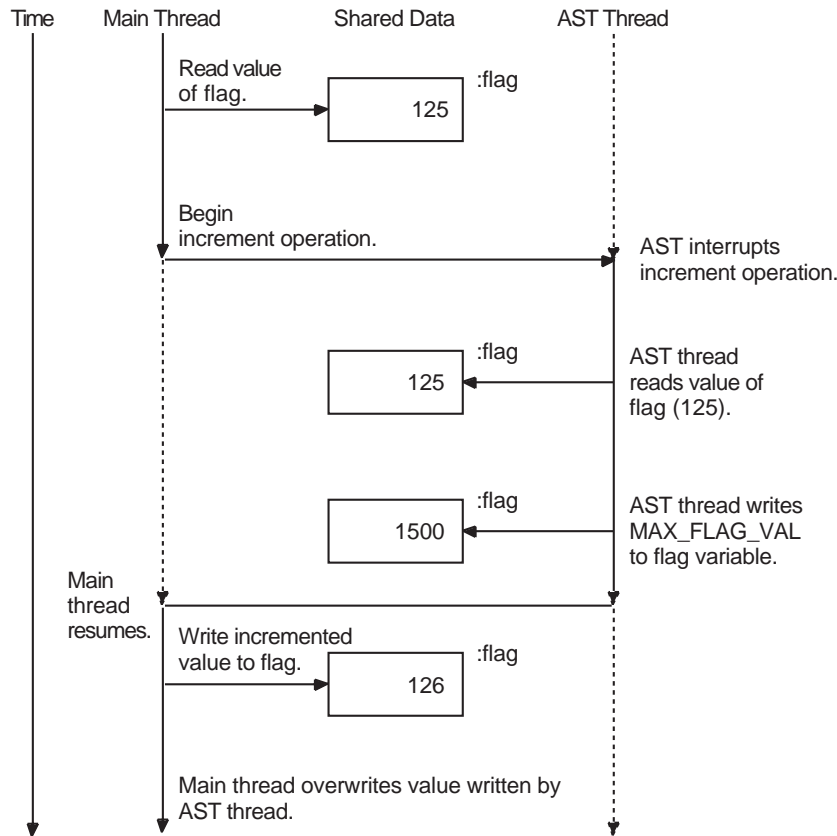 Time Main Thread Shared Data AST Thread
Read value
of flag.
:flag
125
Begin
increment operation.
AST interrupts
increment operation.
:flag
125
AST thread
reads value of
flag (125).
:flag
1500
AST thread writes
MAX_FLAG_VAL
to flag variable.
Main
thread
resumes.
Write incremented
value to flag.
:flag
126
Main thread overwrites value written by
AST thread.